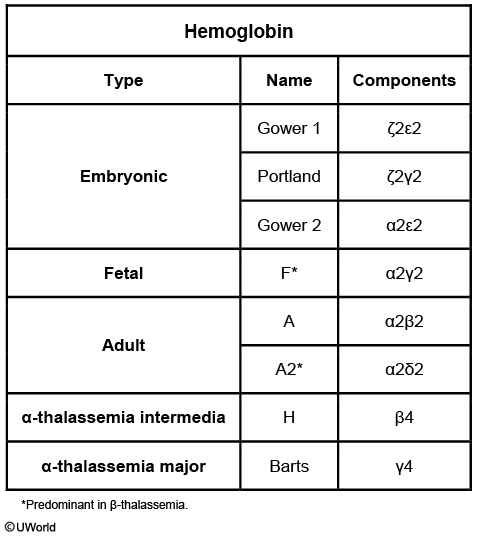 Hemoglobin
Type Name Components
Embryonic
Gower 1 ζ2ε2
Portland ζ2γ2
Gower 2 α2ε2
Fetal F* α2γ2
Adult
A α2β2
A2* α2δ2
α-thalassemia intermedia H β4
α-thalassemia major Barts γ4
*Predominant in β-thalassemia.
©UWorld